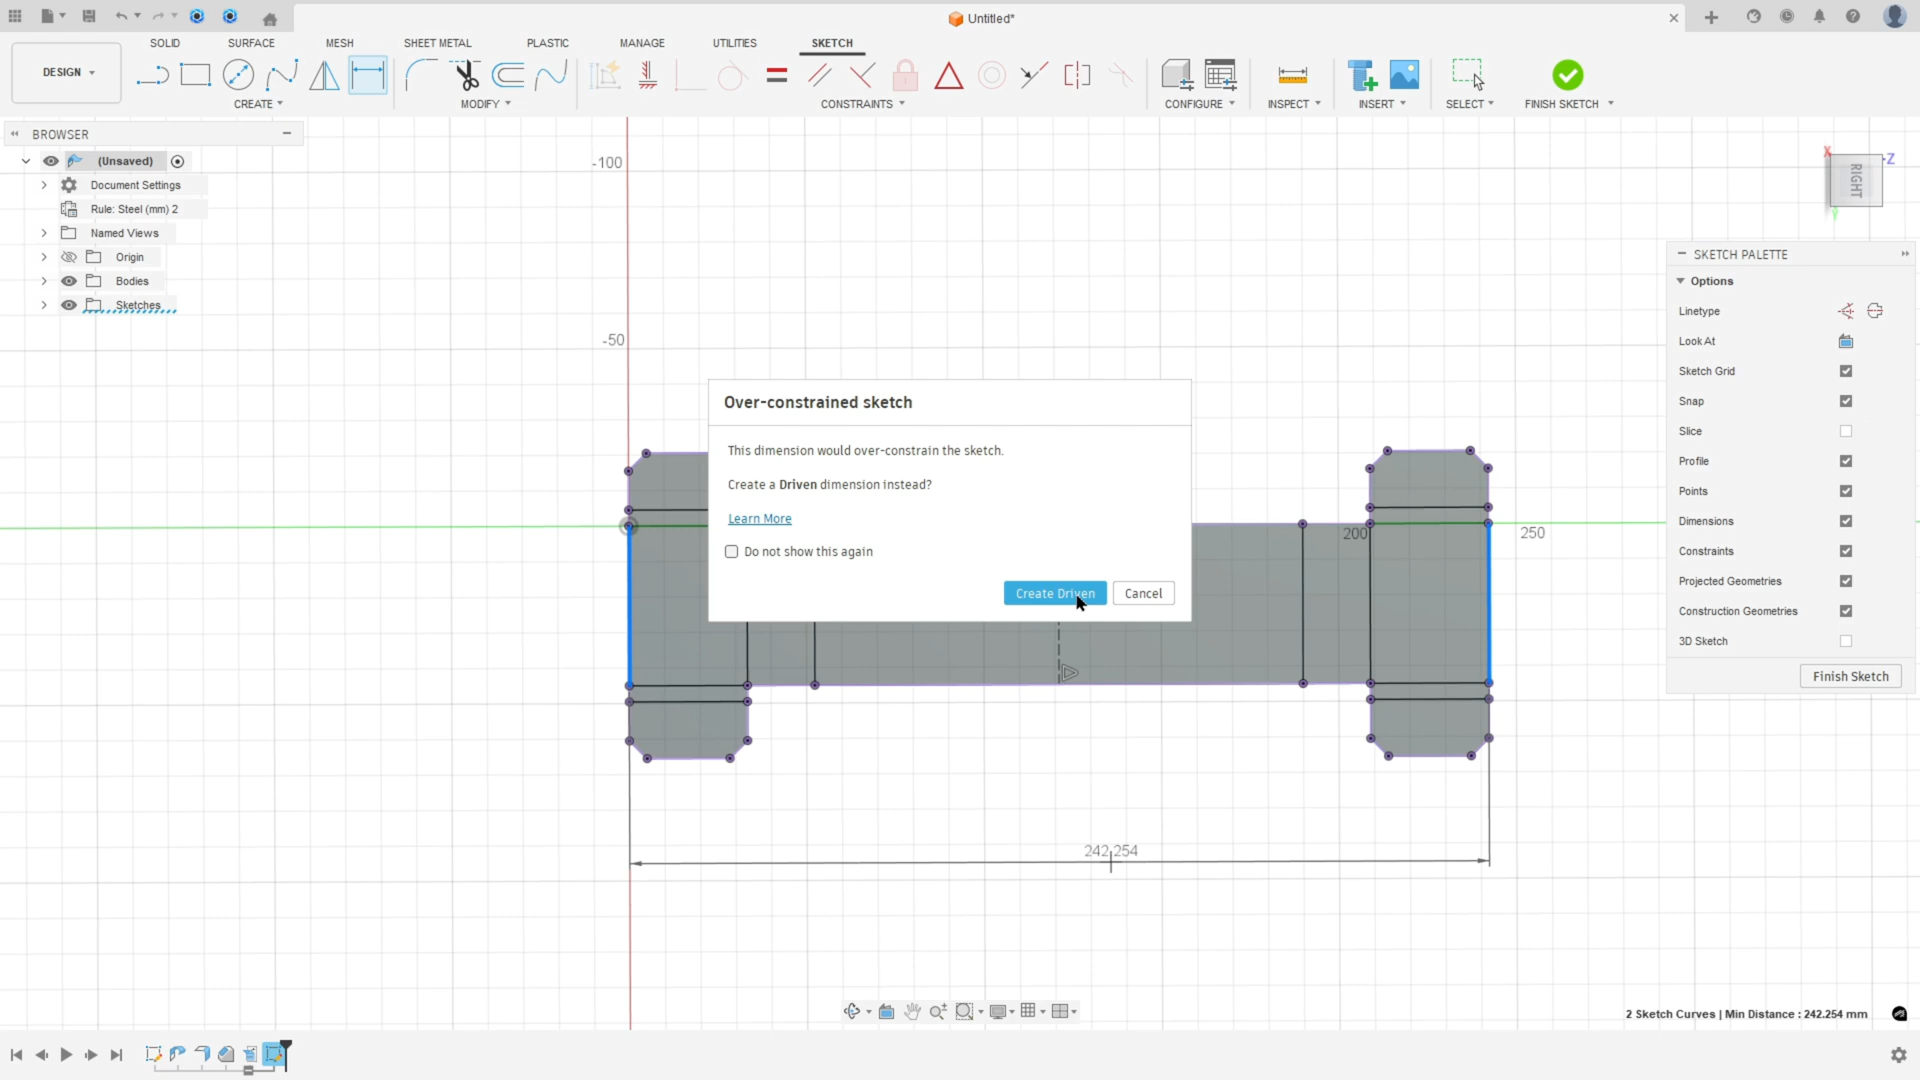 Untitled*
SOLID
SURFACE
MESH
SHEET METAL
PLASTIC
MANAGE
UTILITIES
SKETCH
DESIGN
CREATE
MODIFY
CONSTRAINTS
CONFIGURE
INSPECT
INSERT
SELECT
FINISH SKETCH
BROWSER
(Unsaved)
Document Settings
Rule: Steel (mm) 2
Named Views
Origin
Bodies
Sketches
-100
-50
200
250
X
-Z
RIGHT
Y
SKETCH PALETTE
Options
Linetype
Look At
Sketch Grid
Snap
Slice
Profile
Points
Dimensions
Constraints
Projected Geometries
Construction Geometries
3D Sketch
Finish Sketch
Over-constrained sketch
This dimension would over-constrain the sketch.
Create a Driven dimension instead?
Learn More
Do not show this again
Create Driven
Cancel
242.254
2 Sketch Curves | Min Distance : 242.254 mm